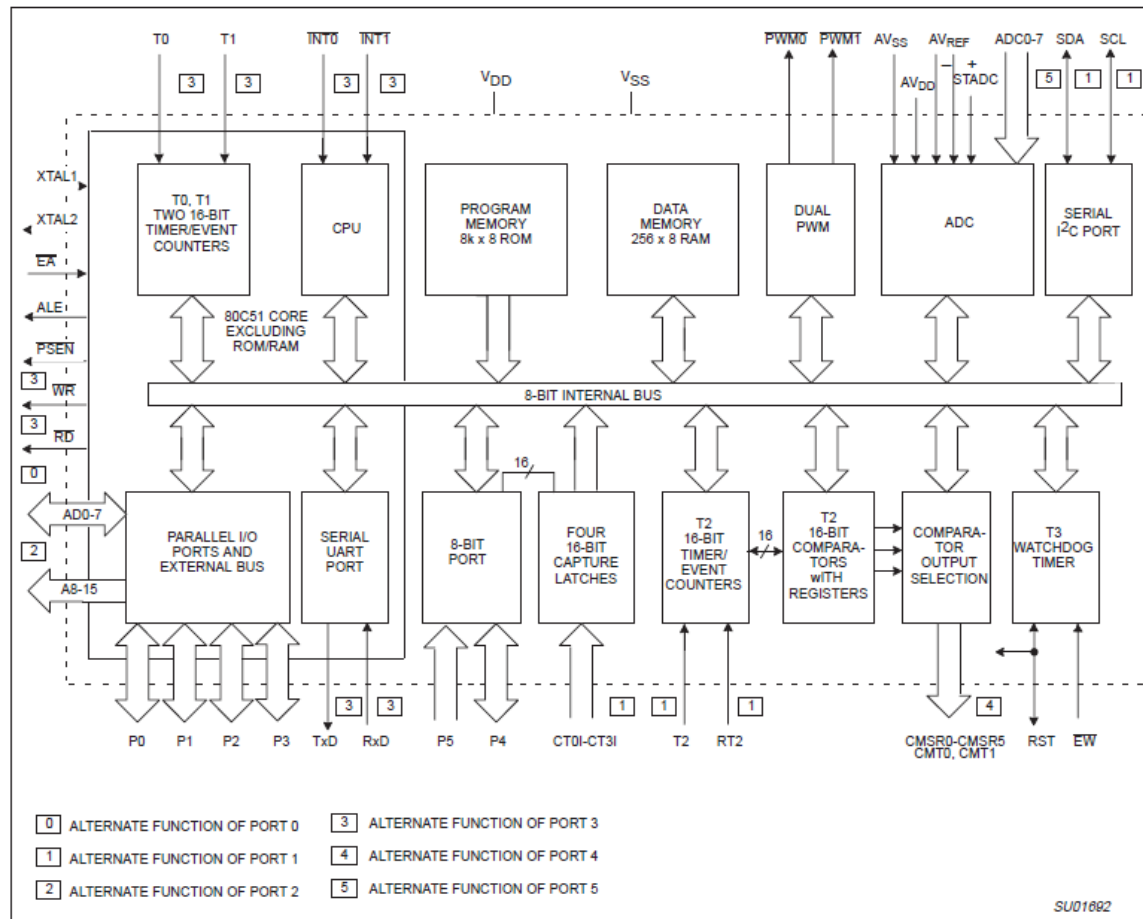 T0 T1 INT0 INT1 PWM0 PWM1 AVSS AVREF ADC0-7 SDA SCL
3 3 3 3 VDD VSS AVDD − + STADC 5 1 1
XTAL1
XTAL2
EA
ALE
PSEN
3
WR
3
RD
0
AD0-7
2
A8-15
T0, T1
TWO 16-BIT
TIMER/EVENT
COUNTERS
CPU
PROGRAM
MEMORY
8k x 8 ROM
DATA
MEMORY
256 x 8 RAM
DUAL
PWM
ADC
SERIAL
I2C PORT
80C51 CORE
EXCLUDING
ROM/RAM
8-BIT INTERNAL BUS
PARALLEL I/O
PORTS AND
EXTERNAL BUS
SERIAL
UART
PORT
8-BIT
PORT
16
FOUR
16-BIT
CAPTURE
LATCHES
T2
16-BIT
TIMER/
EVENT
COUNTERS
16
T2
16-BIT
COMPARA-
TORS
wITH
REGISTERS
COMPARA-
TOR
OUTPUT
SELECTION
T3
WATCHDOG
TIMER
3 3 1 1 1 4
P0 P1 P2 P3 TxD RxD P5 P4 CT0I-CT3I T2 RT2 CMSR0-CMSR5 RST EW
CMT0, CMT1
0 ALTERNATE FUNCTION OF PORT 0
1 ALTERNATE FUNCTION OF PORT 1
2 ALTERNATE FUNCTION OF PORT 2
3 ALTERNATE FUNCTION OF PORT 3
4 ALTERNATE FUNCTION OF PORT 4
5 ALTERNATE FUNCTION OF PORT 5
SU01692